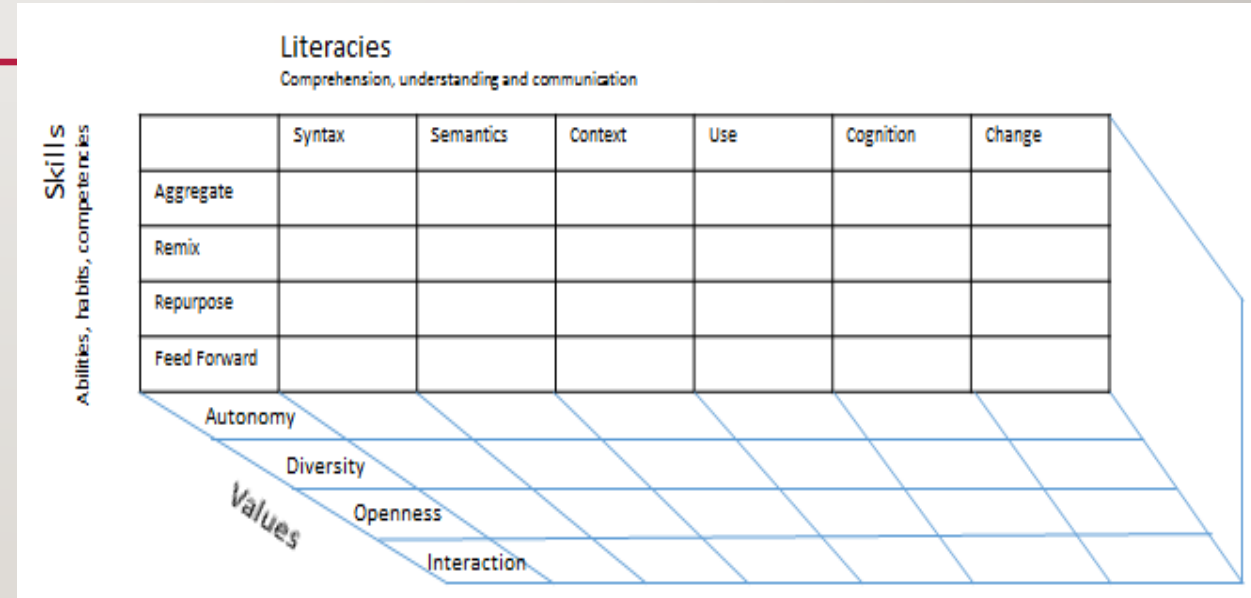 Literacies
Comprehension, understanding and communication
Skills
Abilities, habits, competencies
Syntax Semantics Context Use Cognition Change
Aggregate
Remix
Repurpose
Feed Forward
Autonomy
Diversity
Openness
Interaction
Values